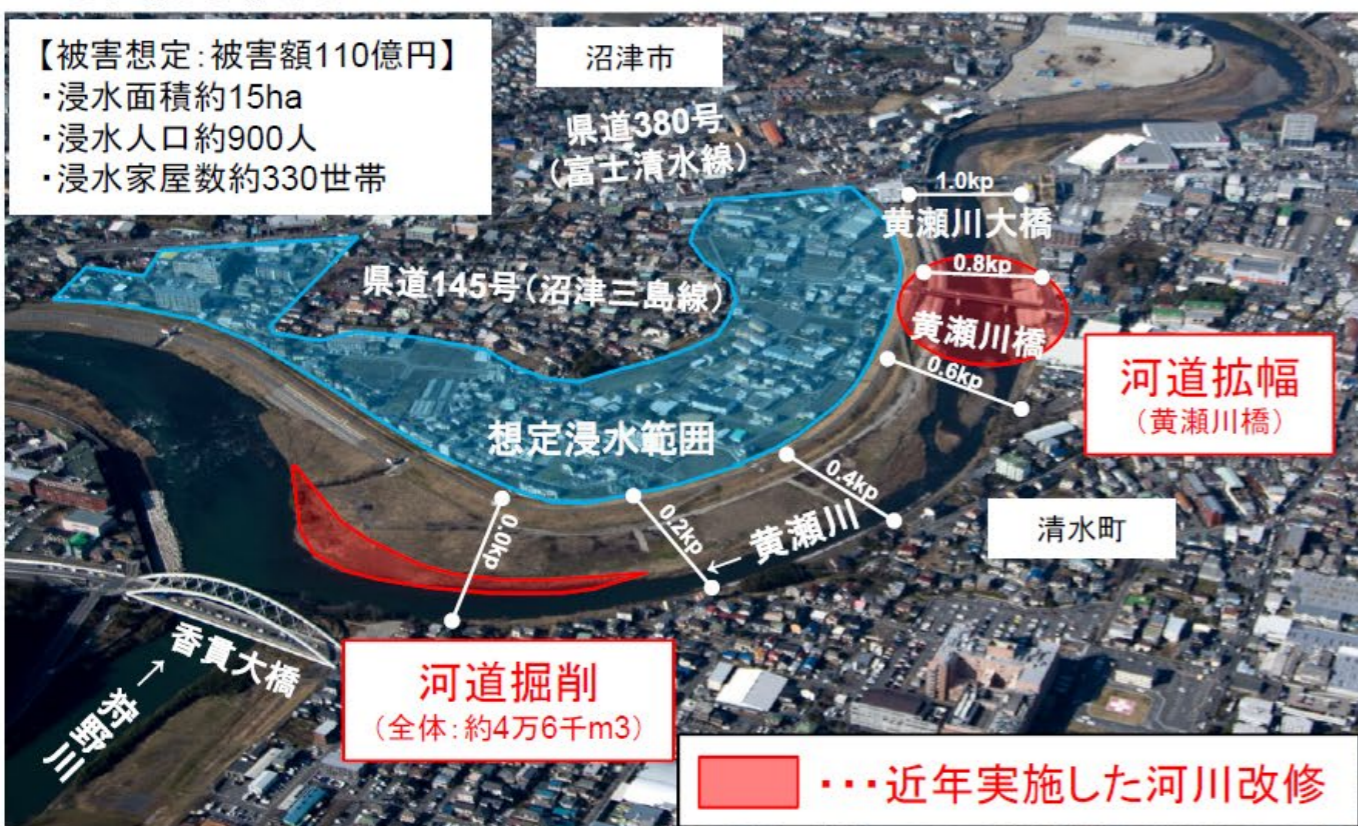 【被害想定:被害額110億円】
・浸水面積約15ha
・浸水人口約900人
・浸水家屋数約330世帯
沼津市
県道380号
(富士清水線)
1.0kp
黄瀬川大橋
0.8kp
県道145号(沼津三島線)
黄瀬川橋
0.6kp
河道拡幅
(黄瀬川橋)
想定浸水範囲
0.4kp
0.2kp
0.0kp
←黄瀬川
清水町
香貫大橋
狩野川→
河道掘削
(全体:約4万6千m3)
・・・近年実施した河川改修